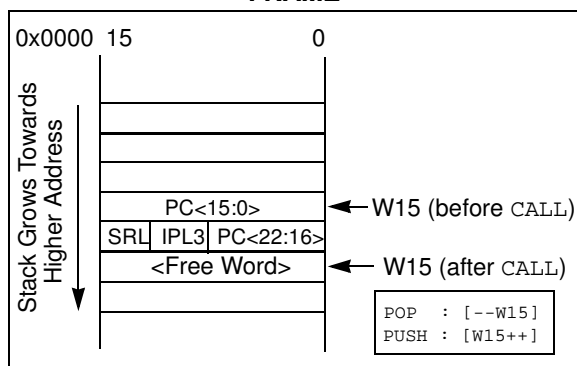 0x0000 15 0
Stack Grows Towards
Higher Address
PC<15:0>
W15 (before CALL)
SRL IPL3 PC<22:16>
<Free Word>
W15 (after CALL)
POP : [--W15]
PUSH : [W15++]